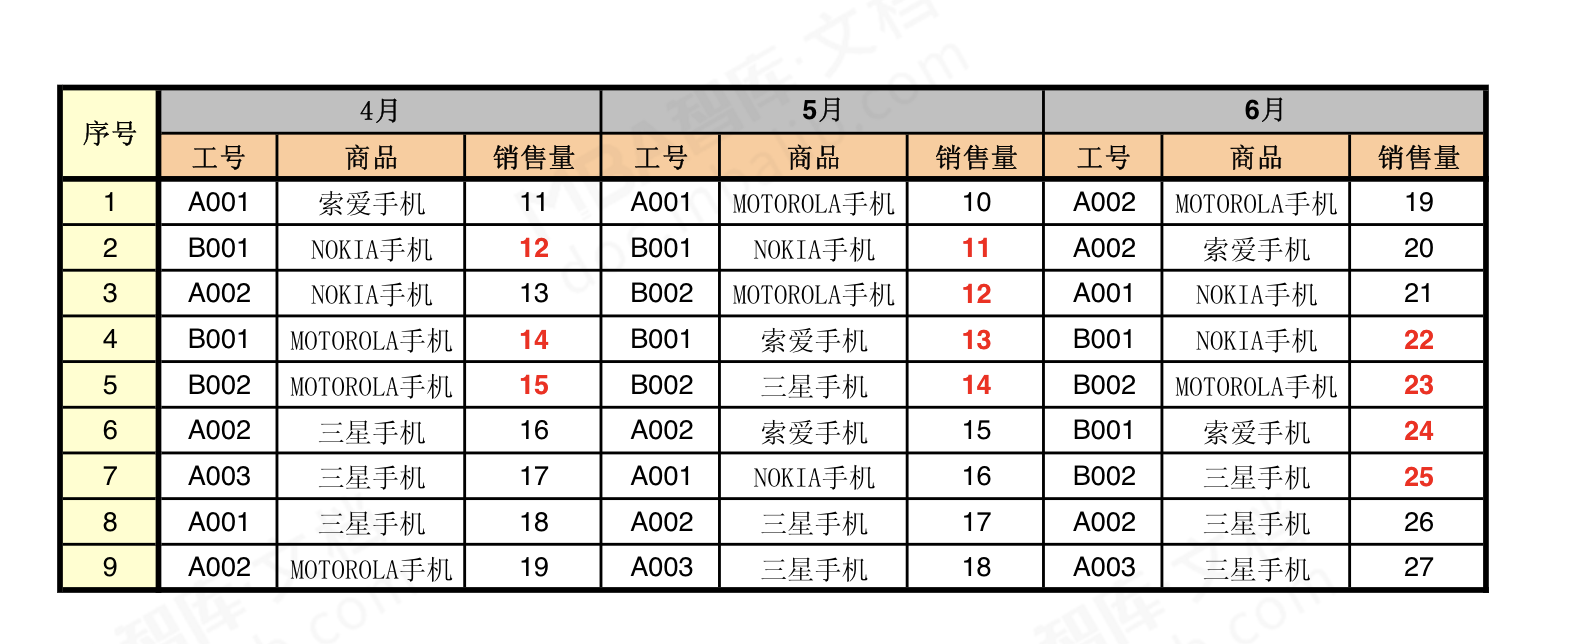 序号 4月 5月 6月
工号 商品 销售量 工号 商品 销售量 工号 商品 销售量
1 A001 索爱手机 11 A001 MOTOROLA手机 10 A002 MOTOROLA手机 19
2 B001 NOKIA手机 12 B001 NOKIA手机 11 A002 索爱手机 20
3 A002 NOKIA手机 13 B002 MOTOROLA手机 12 A001 NOKIA手机 21
4 B001 MOTOROLA手机 14 B001 索爱手机 13 B001 NOKIA手机 22
5 B002 MOTOROLA手机 15 B002 三星手机 14 B002 MOTOROLA手机 23
6 A002 三星手机 16 A002 索爱手机 15 B001 索爱手机 24
7 A003 三星手机 17 A001 NOKIA手机 16 B002 三星手机 25
8 A001 三星手机 18 A002 三星手机 17 A002 三星手机 26
9 A002 MOTOROLA手机 19 A003 三星手机 18 A003 三星手机 27
MBA智库·文档